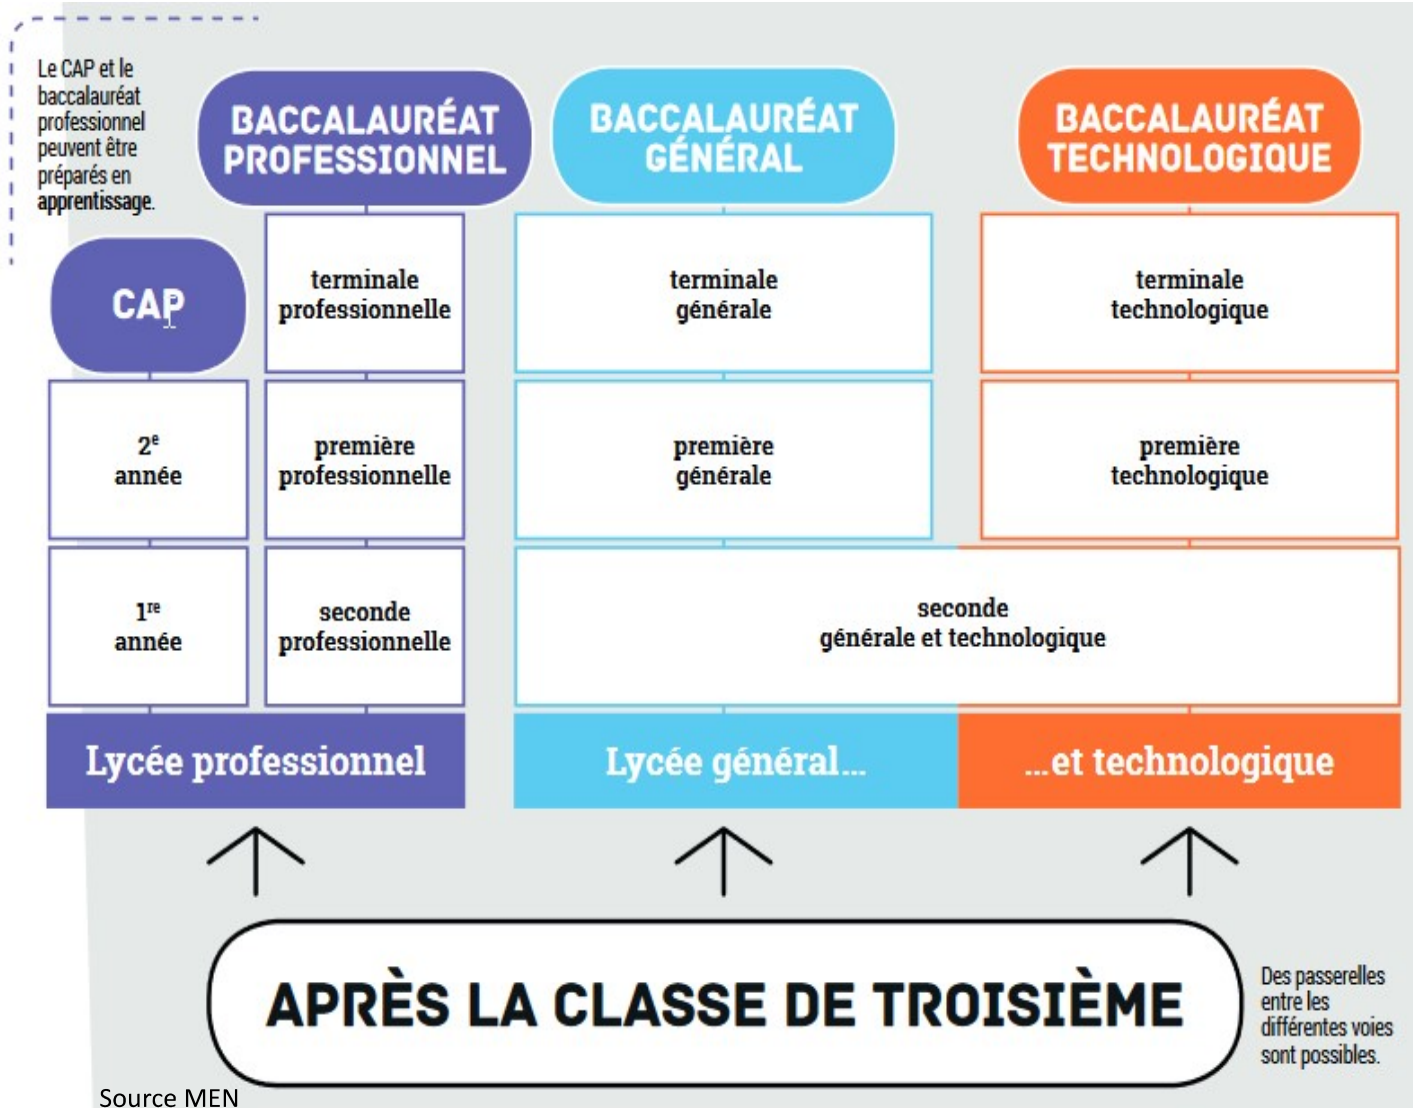 Le CAP et le
baccalauréat
professionnel
peuvent être
préparés en
apprentissage.
BACCALAURÉAT
PROFESSIONNEL
BACCALAURÉAT
GÉNÉRAL
BACCALAURÉAT
TECHNOLOGIQUE
CAP
terminale
professionnelle
terminale
générale
terminale
technologique
2e
année
première
professionnelle
première
générale
première
technologique
1re
année
seconde
professionnelle
seconde
générale et technologique
Lycée professionnel
Lycée général...
...et technologique
APRÈS LA CLASSE DE TROISIÈME
Des passerelles
entre les
différentes voies
sont possibles.
Source MEN